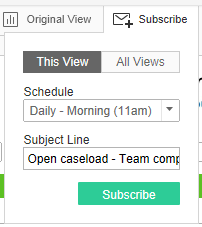 Original View Subscribe
This View All Views
Schedule
Daily - Morning (11am)
Subject Line
Open caseload - Team comp
Subscribe